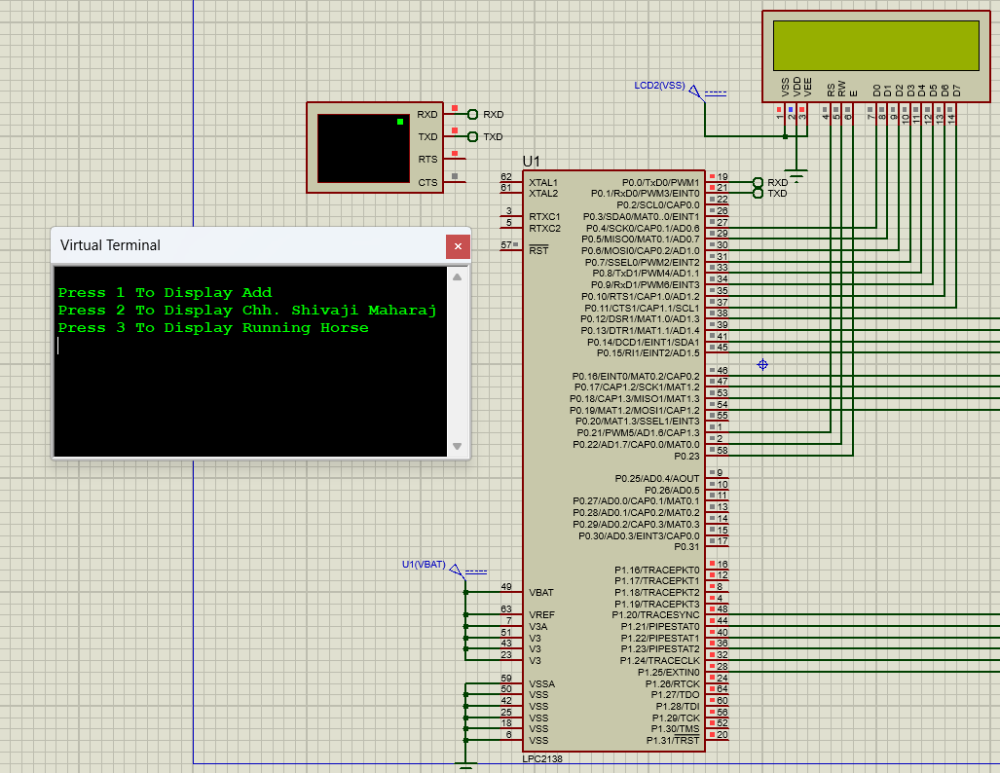 LCD2(VSS)
VSS
VDD
VEE
RS
RW
E
D0
D1
D2
D3
D4
D5
D6
D7
1
2
3
4
5
6
7
8
9
10
11
12
13
14
RXD
TXD
RTS
CTS
RXD
TXD
U1
62 XTAL1
61 XTAL2
3 RTXC1
5 RTXC2
57 RST
49 VBAT
63 VREF
7 V3A
51 V3
43 V3
23 V3
59 VSSA
50 VSS
42 VSS
25 VSS
18 VSS
6 VSS
P0.0/TxD0/PWM1 19 RXD
P0.1/RxD0/PWM3/EINT0 21 TXD
P0.2/SCL0/CAP0.0 22
P0.3/SDA0/MAT0..0/EINT1 26
P0.4/SCK0/CAP0.1/AD0.6 27
P0.5/MISO0/MAT0.1/AD0.7 29
P0.6/MOSI0/CAP0.2/AD1.0 30
P0.7/SSEL0/PWM2/EINT2 31
P0.8/TxD1/PWM4/AD1.1 33
P0.9/RxD1/PWM6/EINT3 34
P0.10/RTS1/CAP1.0/AD1.2 35
P0.11/CTS1/CAP1.1/SCL1 37
P0.12/DSR1/MAT1.0/AD1.3 38
P0.13/DTR1/MAT1.1/AD1.4 39
P0.14/DCD1/EINT1/SDA1 41
P0.15/RI1/EINT2/AD1.5 45
P0.16/EINT0/MAT0.2/CAP0.2 46
P0.17/CAP1.2/SCK1/MAT1.2 47
P0.18/CAP1.3/MISO1/MAT1.3 53
P0.19/MAT1.2/MOSI1/CAP1.2 54
P0.20/MAT1.3/SSEL1/EINT3 55
P0.21/PWM5/AD1.6/CAP1.3 1
P0.22/AD1.7/CAP0.0/MAT0.0 2
P0.23 58
P0.25/AD0.4/AOUT 9
P0.26/AD0.5 10
P0.27/AD0.0/CAP0.1/MAT0.1 11
P0.28/AD0.1/CAP0.2/MAT0.2 13
P0.29/AD0.2/CAP0.3/MAT0.3 14
P0.30/AD0.3/EINT3/CAP0.0 15
P0.31 17
P1.16/TRACEPKT0 16
P1.17/TRACEPKT1 12
P1.18/TRACEPKT2 8
P1.19/TRACEPKT3 4
P1.20/TRACESYNC 48
P1.21/PIPESTAT0 44
P1.22/PIPESTAT1 40
P1.23/PIPESTAT2 36
P1.24/TRACECLK 32
P1.25/EXTIN0 28
P1.26/RTCK 24
P1.27/TDO 64
P1.28/TDI 60
P1.29/TCK 56
P1.30/TMS 52
P1.31/TRST 20
LPC2138
U1(VBAT)
Virtual Terminal
Press 1 To Display Add
Press 2 To Display Chh. Shivaji Maharaj
Press 3 To Display Running Horse